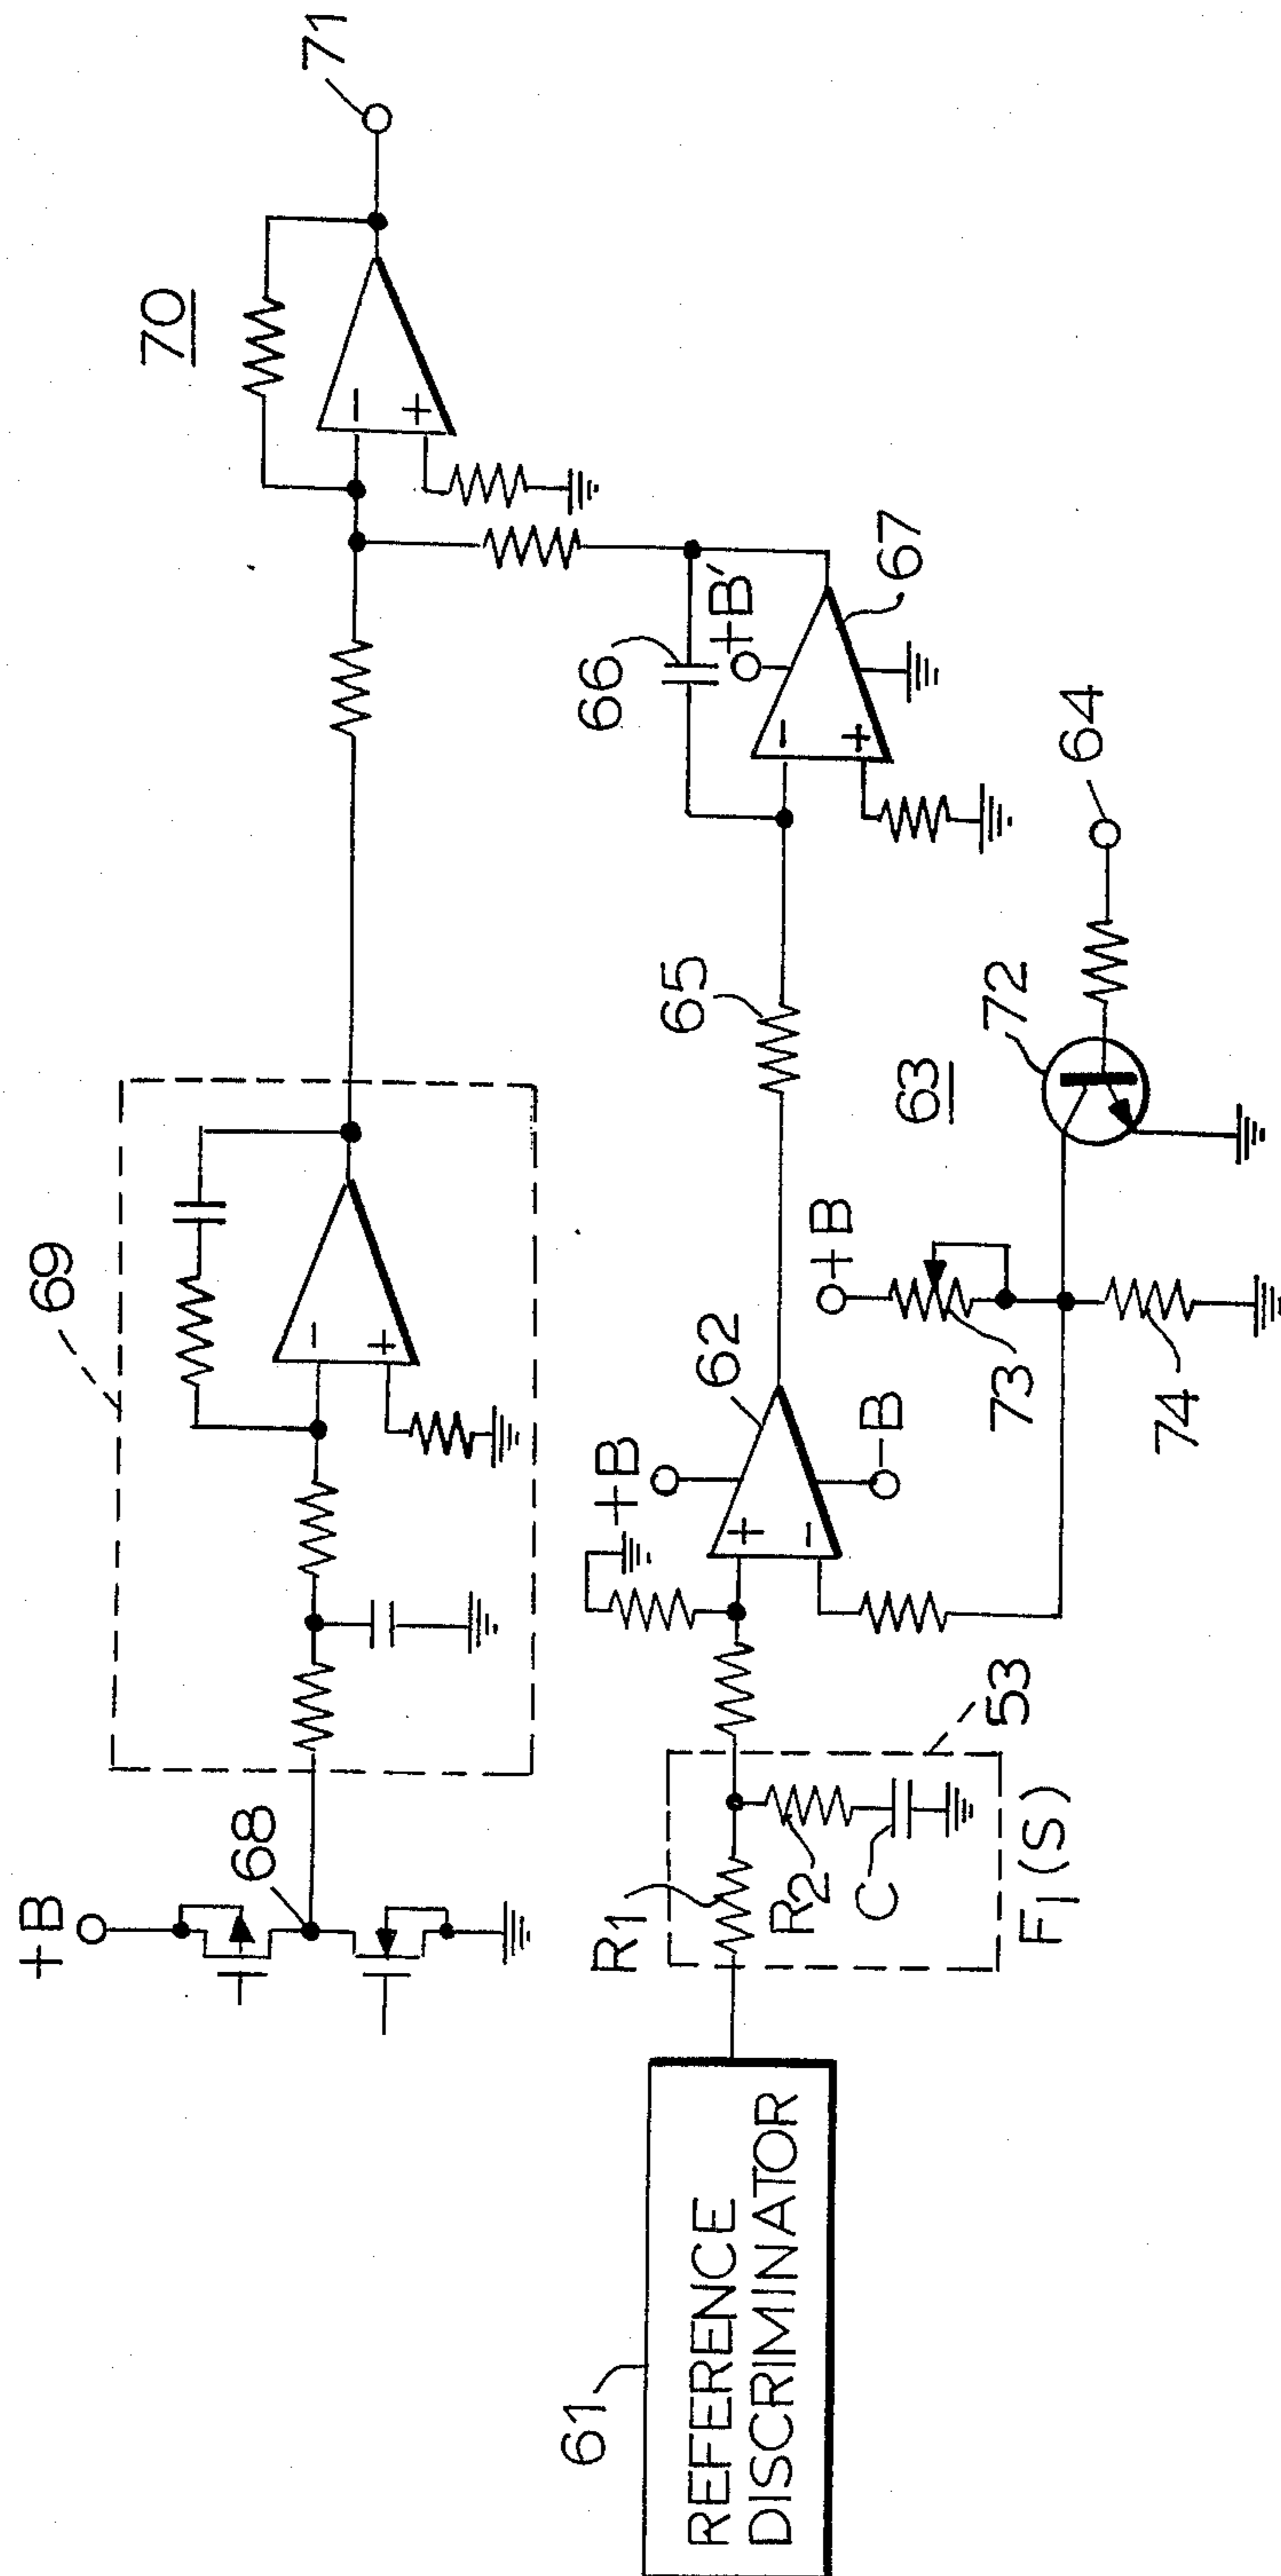 +B
68
69
70
71
61
REFERENCE
DISCRIMINATOR
R1
R2
C
F1(S)
53
+B
62
-B
+
-
65
66
+B'
67
+
-
63
+B
73
74
72
64
-
+
-
+